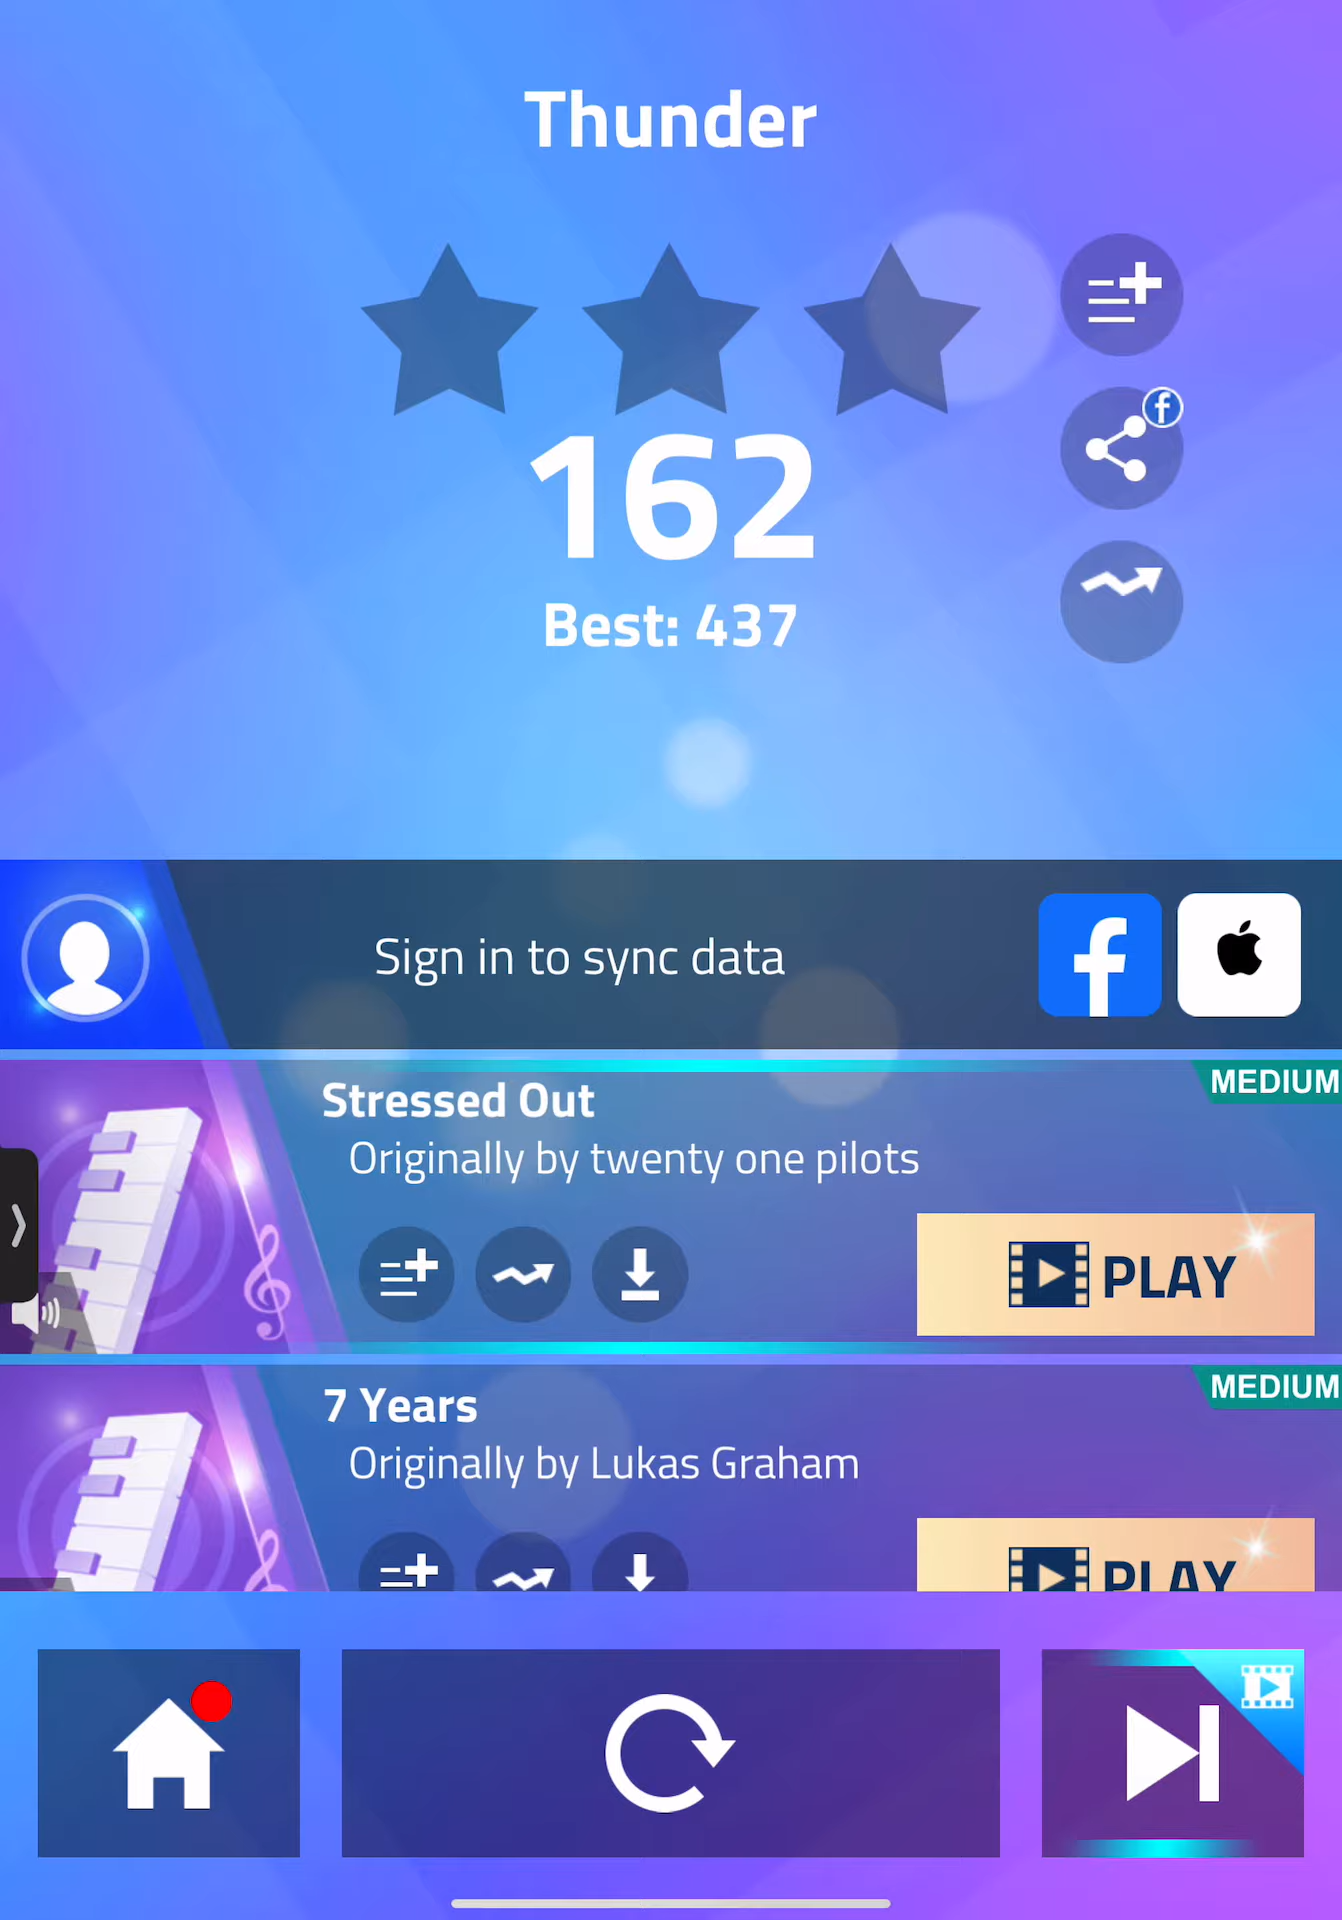 Thunder
162
Best: 437
Sign in to sync data
MEDIUM
Stressed Out
Originally by twenty one pilots
PLAY
MEDIUM
7 Years
Originally by Lukas Graham
PLAY